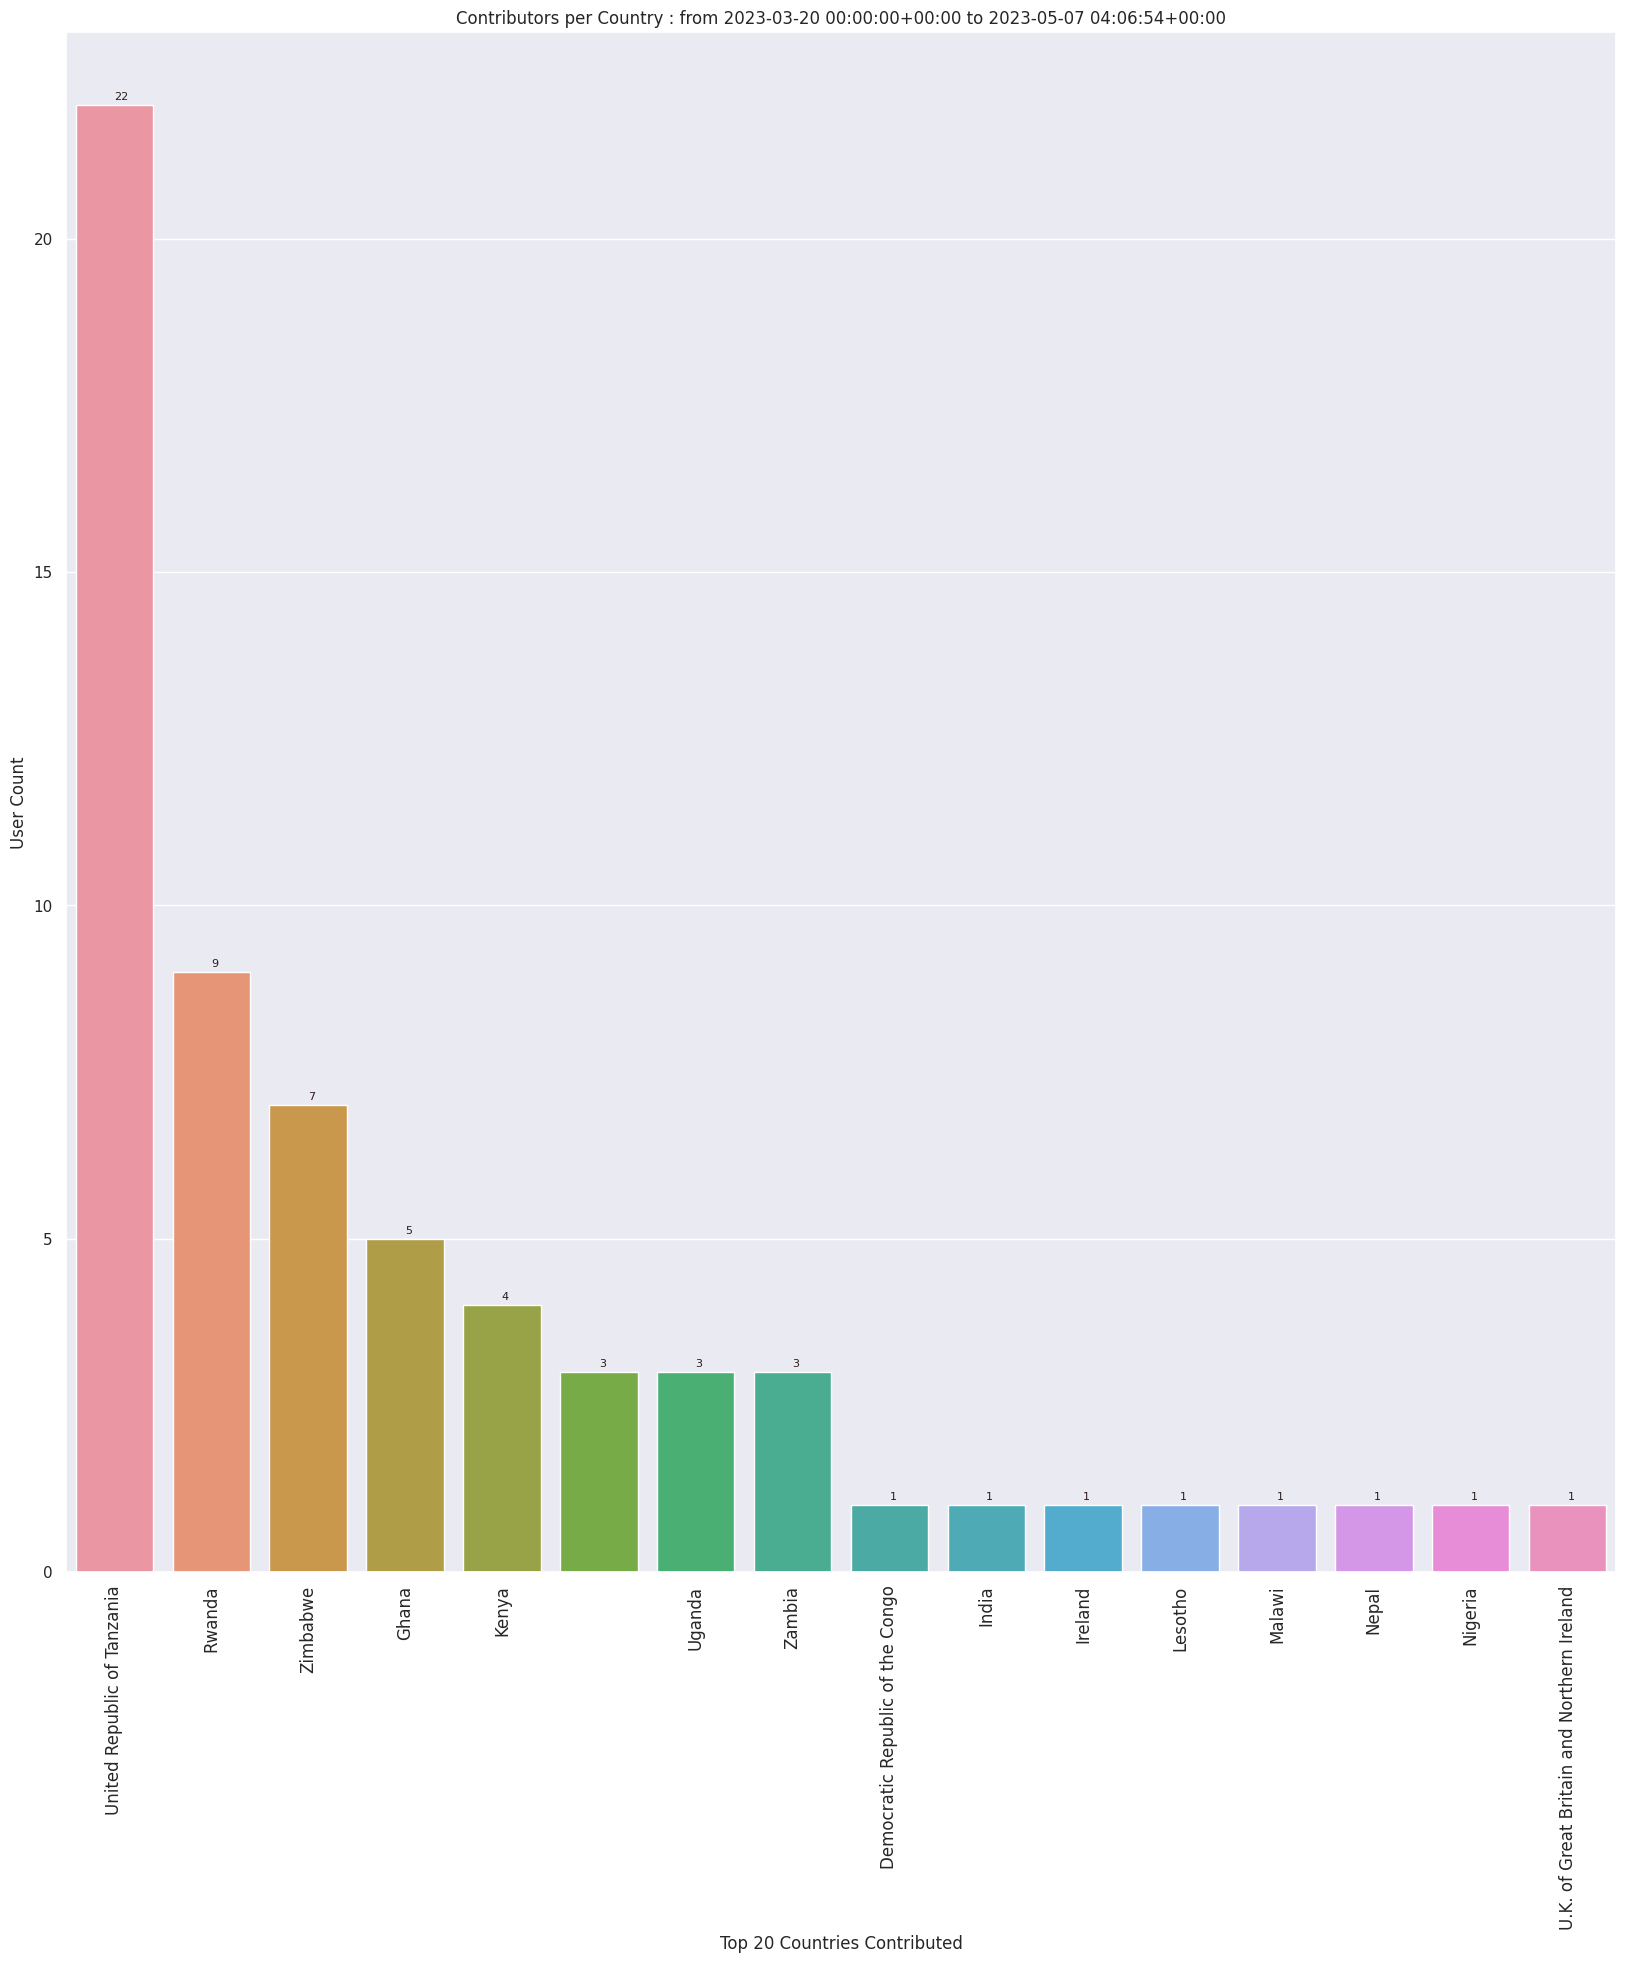 Contributors per Country : from 2023-03-20 00:00:00+00:00 to 2023-05-07 04:06:54+00:00
User Count
20
15
10
5
0
22
9
7
5
4
3
3
3
1
1
1
1
1
1
1
1
United Republic of Tanzania
Rwanda
Zimbabwe
Ghana
Kenya
Uganda
Zambia
Democratic Republic of the Congo
India
Ireland
Lesotho
Malawi
Nepal
Nigeria
U.K. of Great Britain and Northern Ireland
Top 20 Countries Contributed